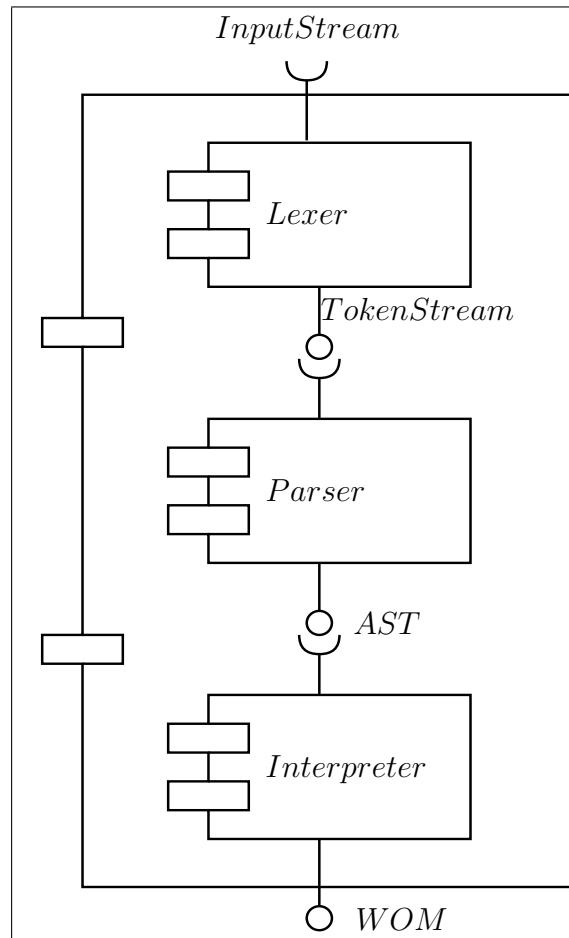 InputStream
Lexer
TokenStream
Parser
AST
Interpreter
WOM